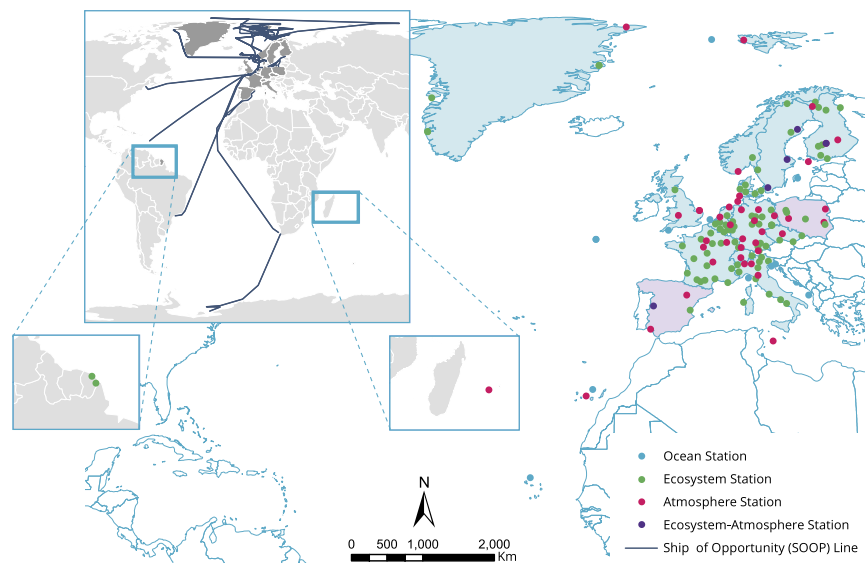 Ocean Station
Ecosystem Station
Atmosphere Station
Ecosystem-Atmosphere Station
Ship of Opportunity (SOOP) Line
N
0 500 1,000 2,000
Km